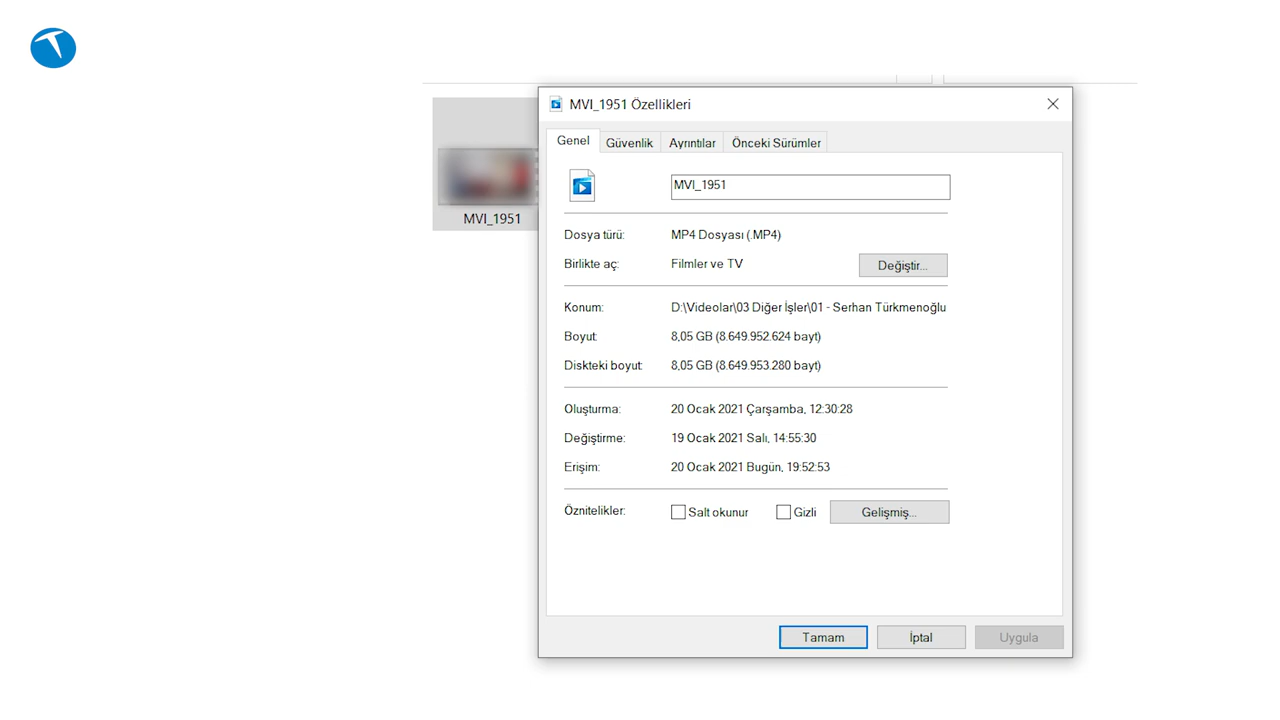 MVI_1951 Özellikleri
Genel Güvenlik Ayrıntılar Önceki Sürümler
MVI_1951
MVI_1951
Dosya türü: MP4 Dosyası (.MP4)
Birlikte aç: Filmler ve TV Değiştir...
Konum: D:\Videolar\03 Diğer İşler\01 - Serhan Türkmenoğlu
Boyut: 8,05 GB (8.649.952.624 bayt)
Diskteki boyut: 8,05 GB (8.649.953.280 bayt)
Oluşturma: 20 Ocak 2021 Çarşamba, 12:30:28
Değiştirme: 19 Ocak 2021 Salı, 14:55:30
Erişim: 20 Ocak 2021 Bugün, 19:52:53
Öznitelikler: Salt okunur Gizli Gelişmiş...
Tamam İptal Uygula